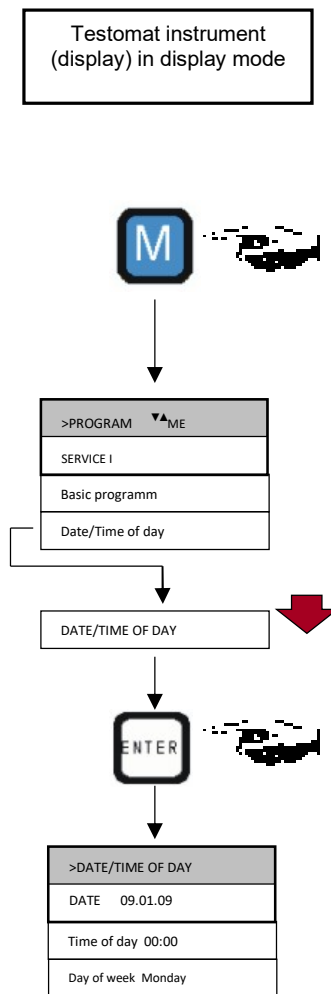 Testomat instrument
(display) in display mode
M
>PROGRAM ▼▲ME
SERVICE I
Basic programm
Date/Time of day
DATE/TIME OF DAY
ENTER
>DATE/TIME OF DAY
DATE 09.01.09
Time of day 00:00
Day of week Monday